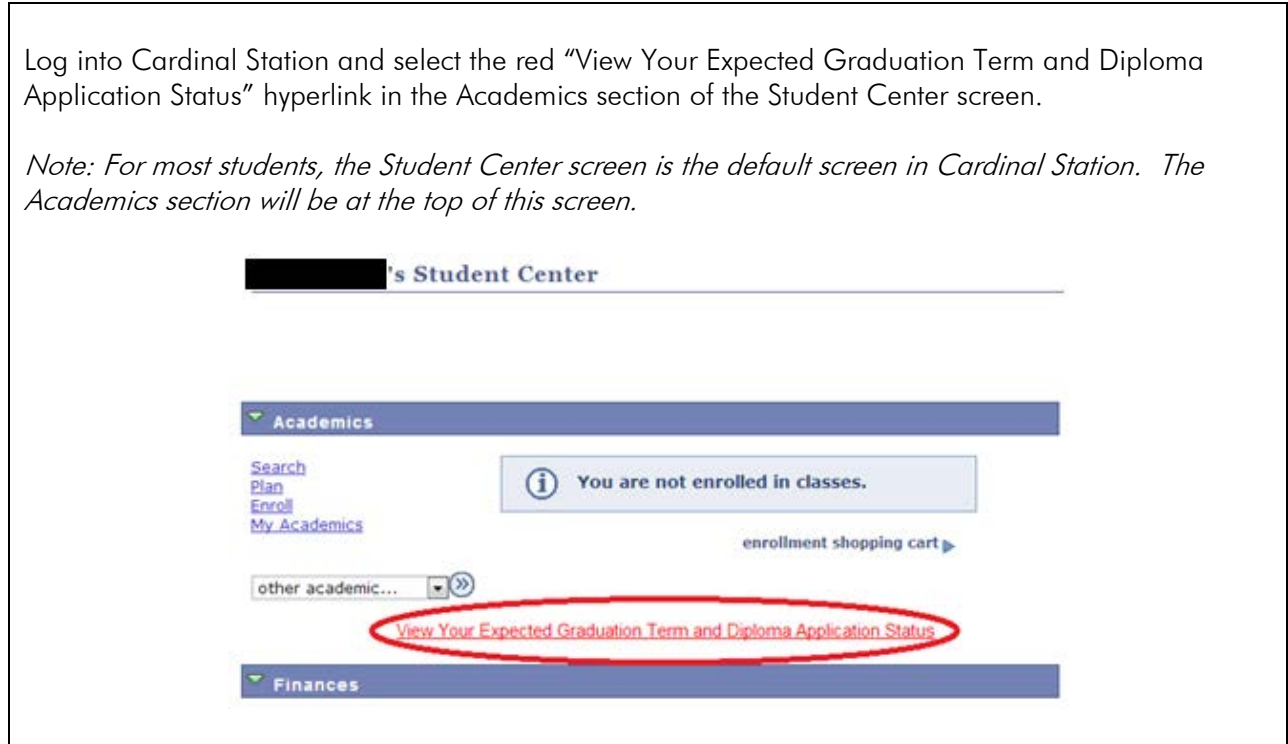 Log into Cardinal Station and select the red “View Your Expected Graduation Term and Diploma
Application Status” hyperlink in the Academics section of the Student Center screen.
Note: For most students, the Student Center screen is the default screen in Cardinal Station. The
Academics section will be at the top of this screen.
's Student Center
Academics
Search
Plan
Enroll
My Academics
You are not enrolled in classes.
enrollment shopping cart
other academic...
View Your Expected Graduation Term and Diploma Application Status
Finances